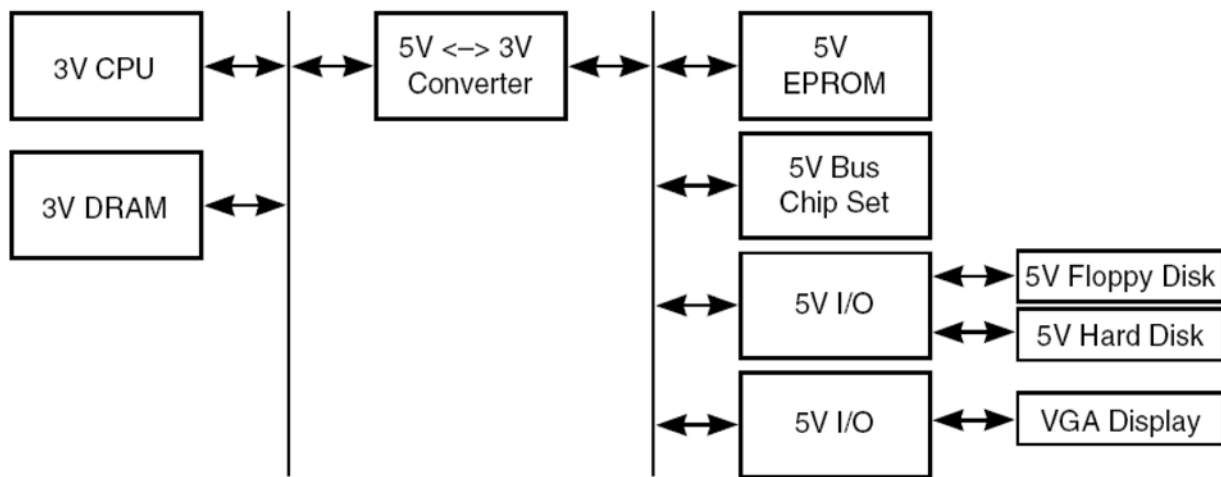 3V CPU
5V <–> 3V
Converter
5V
EPROM
3V DRAM
5V Bus
Chip Set
5V I/O
5V Floppy Disk
5V Hard Disk
5V I/O
VGA Display